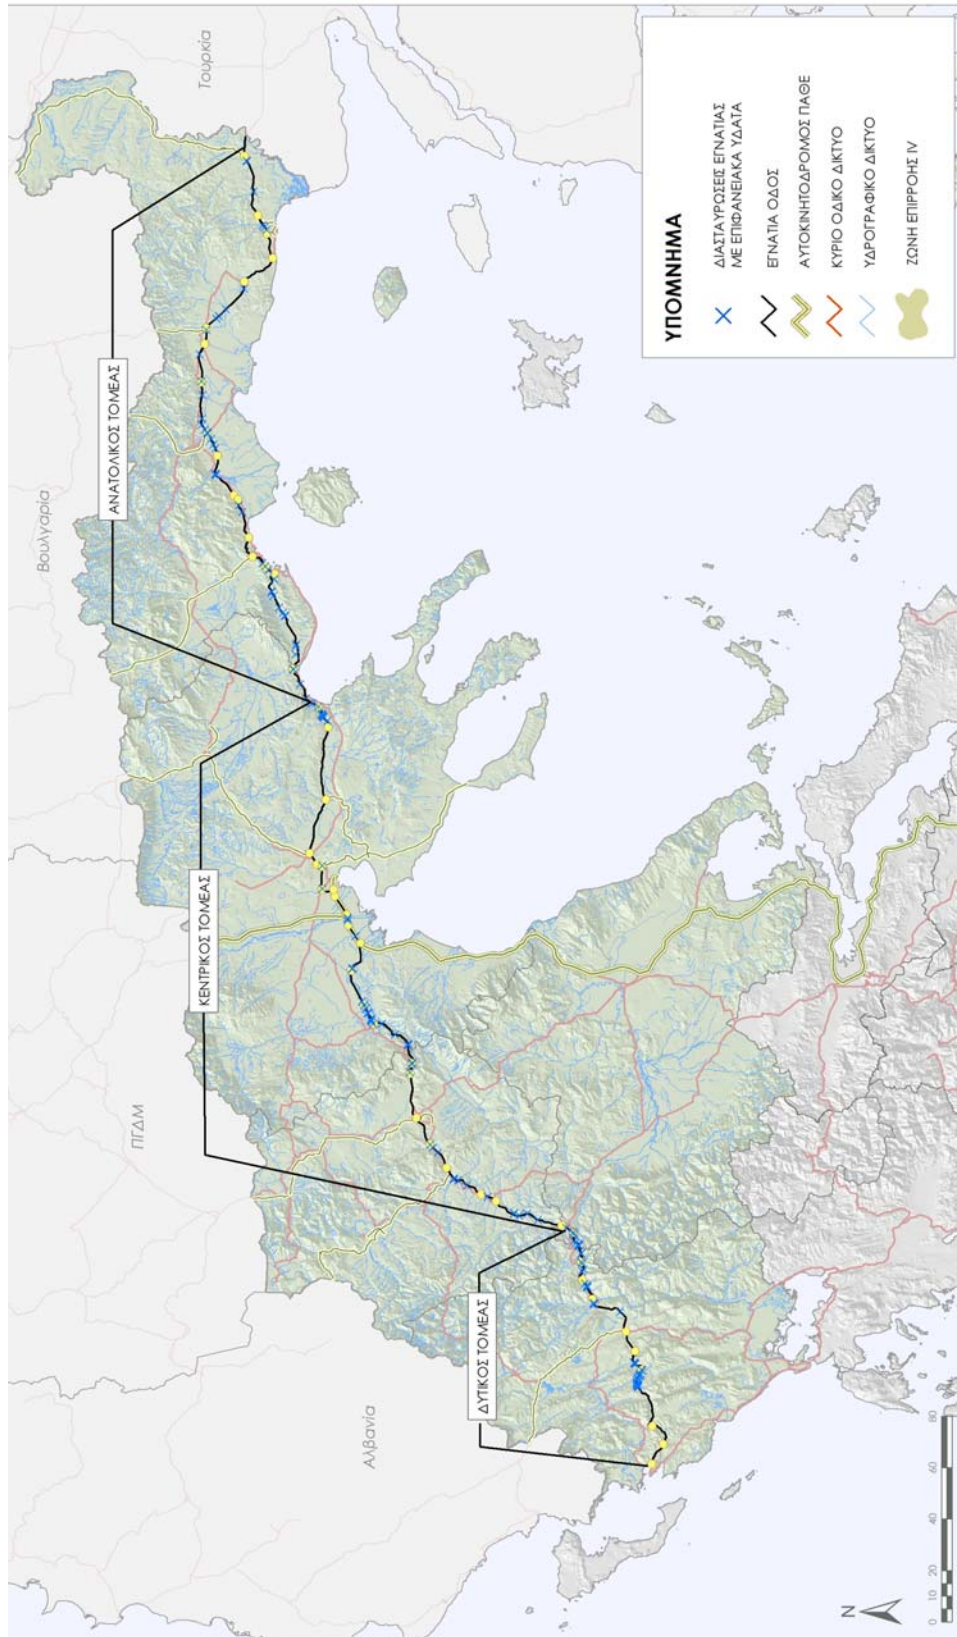 Τουρκία
Βουλγαρία
ΑΝΑΤΟΛΙΚΟΣ ΤΟΜΕΑΣ
ΚΕΝΤΡΙΚΟΣ ΤΟΜΕΑΣ
ΠΓΔΜ
ΔΥΤΙΚΟΣ ΤΟΜΕΑΣ
Αλβανία
ΥΠΟΜΝΗΜΑ
ΔΙΑΣΤΑΥΡΩΣΕΙΣ ΕΓΝΑΤΙΑΣ
ΜΕ ΕΠΙΦΑΝΕΙΑΚΑ ΥΔΑΤΑ
ΕΓΝΑΤΙΑ ΟΔΟΣ
ΑΥΤΟΚΙΝΗΤΟΔΡΟΜΟΣ ΠΑΘΕ
ΚΥΡΙΟ ΟΔΙΚΟ ΔΙΚΤΥΟ
ΥΔΡΟΓΡΑΦΙΚΟ ΔΙΚΤΥΟ
ΖΩΝΗ ΕΠΙΡΡΟΗΣ IV
N
0 10 20 40 60 80